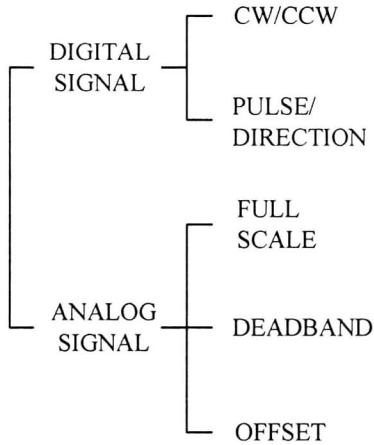 CW/CCW
DIGITAL
SIGNAL
PULSE/
DIRECTION
FULL
SCALE
ANALOG
SIGNAL
DEADBAND
OFFSET